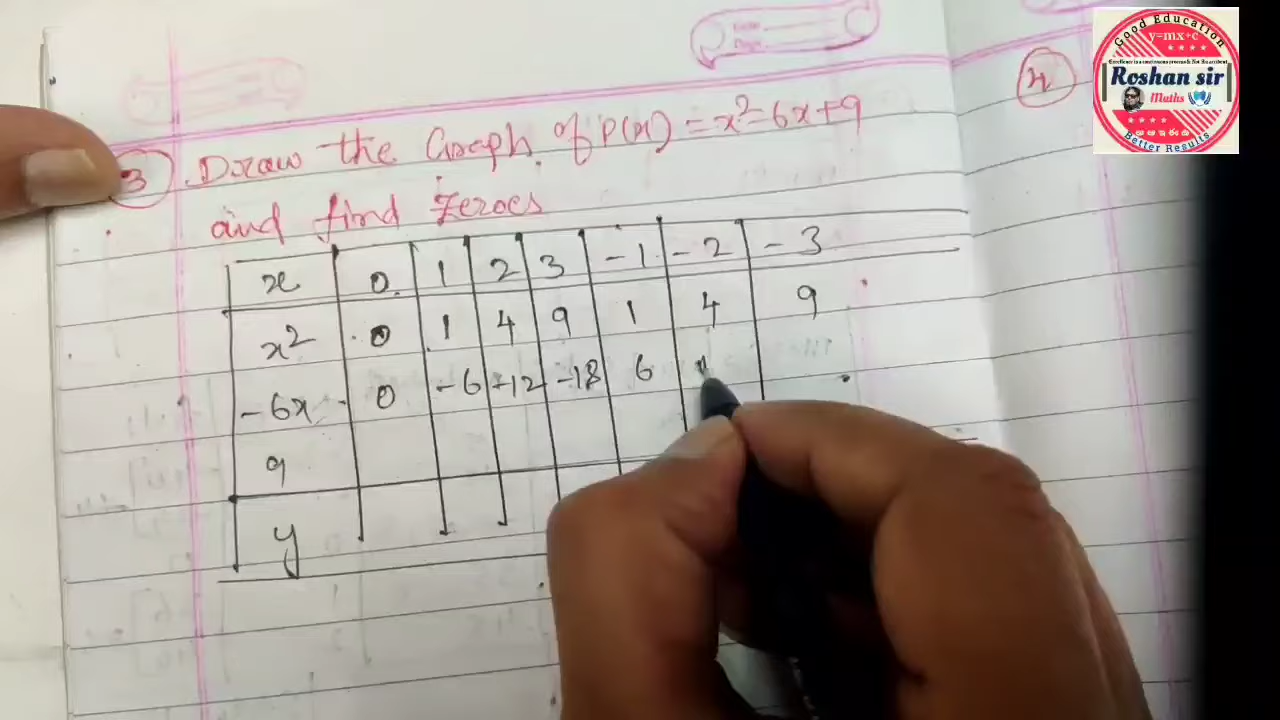 3 Draw the Graph of P(x) = x² - 6x + 9
and find Zeroes
x 0 1 2 3 -1 -2 -3
x² 0 1 4 9 1 4 9
-6x 0 -6 -12 -18 6
9
y
4
Good Education
y=mx+c
Roshan sir
Maths
Better Results